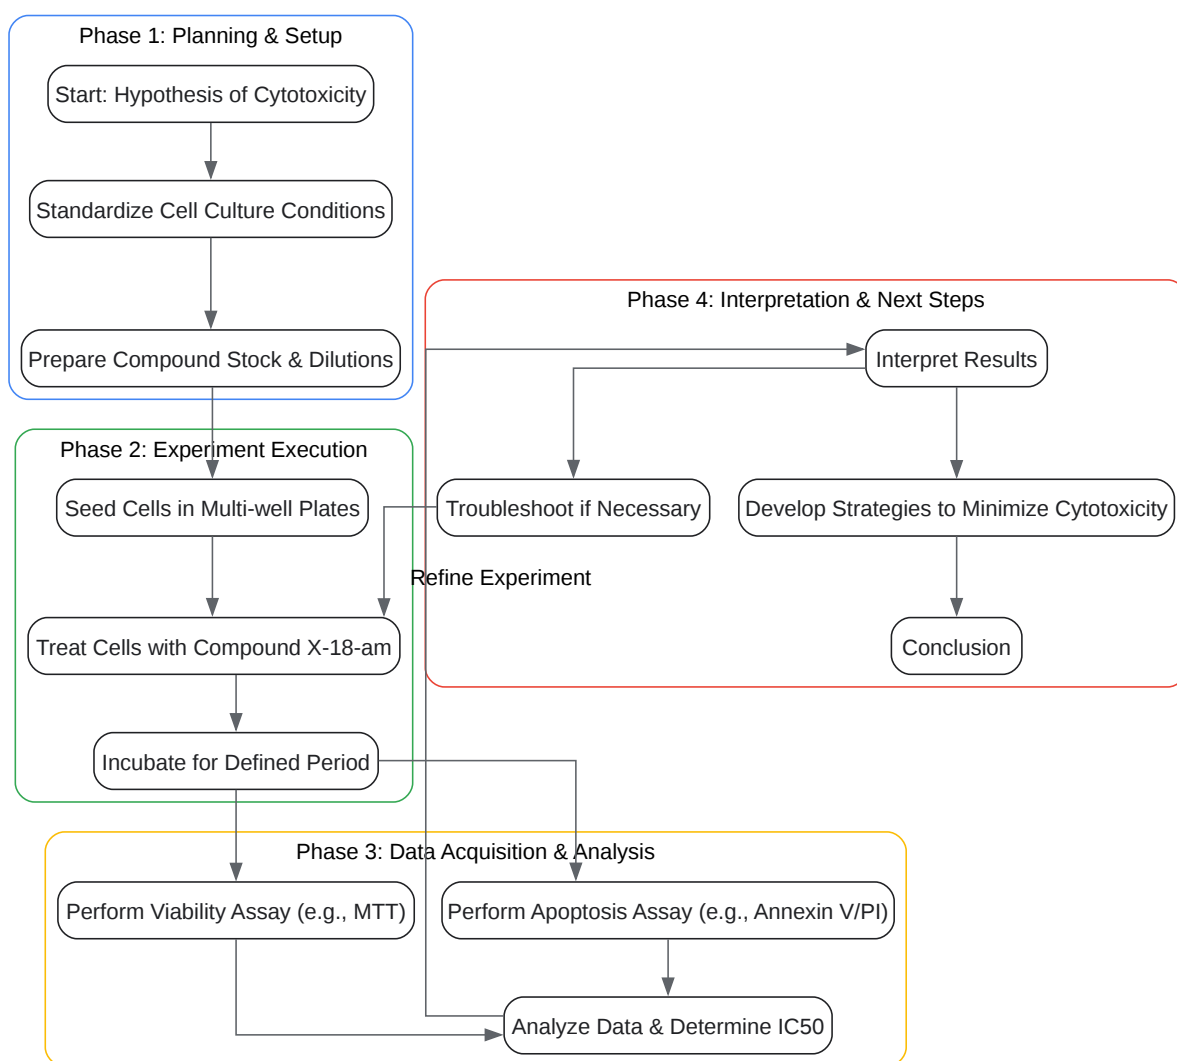 Phase 1: Planning & Setup
Start: Hypothesis of Cytotoxicity
Standardize Cell Culture Conditions
Prepare Compound Stock & Dilutions
Phase 2: Experiment Execution
Seed Cells in Multi-well Plates
Treat Cells with Compound X-18-am
Incubate for Defined Period
Phase 3: Data Acquisition & Analysis
Perform Viability Assay (e.g., MTT)
Perform Apoptosis Assay (e.g., Annexin V/PI)
Analyze Data & Determine IC50
Phase 4: Interpretation & Next Steps
Interpret Results
Troubleshoot if Necessary
Develop Strategies to Minimize Cytotoxicity
Refine Experiment
Conclusion